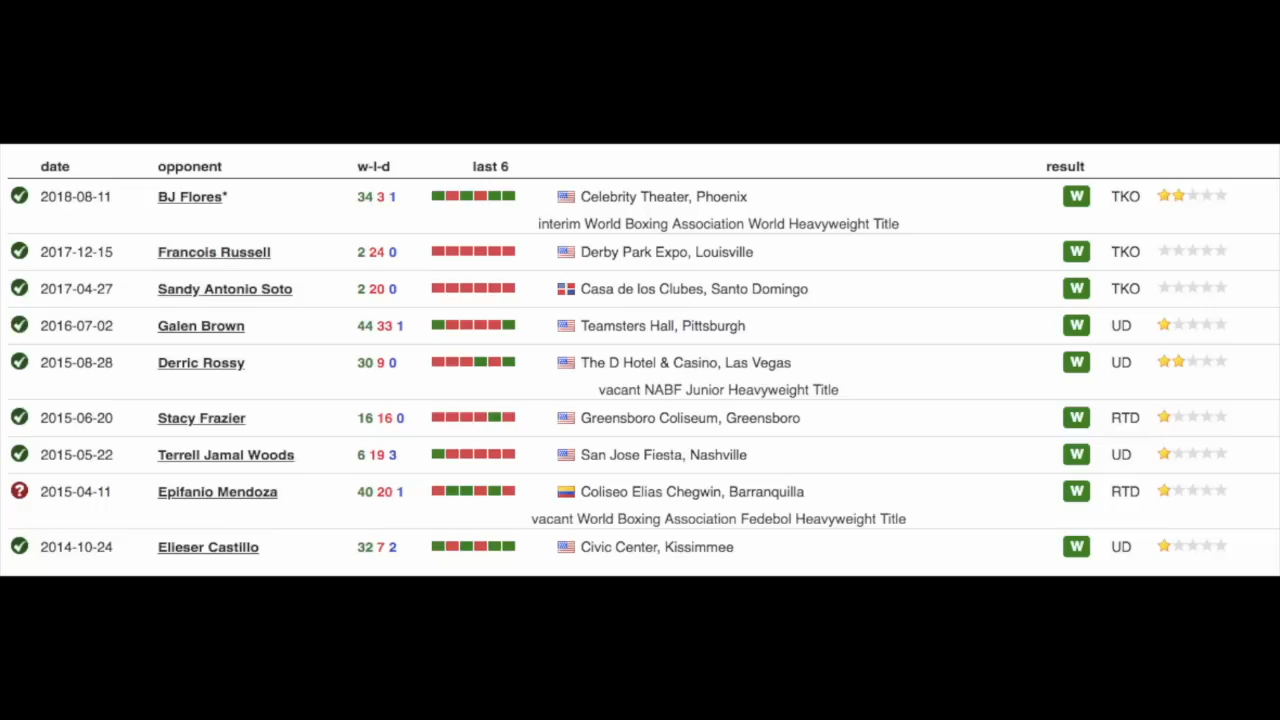 date opponent w-l-d last 6 result
2018-08-11 BJ Flores* 34 3 1 Celebrity Theater, Phoenix W TKO
interim World Boxing Association World Heavyweight Title
2017-12-15 Francois Russell 2 24 0 Derby Park Expo, Louisville W TKO
2017-04-27 Sandy Antonio Soto 2 20 0 Casa de los Clubes, Santo Domingo W TKO
2016-07-02 Galen Brown 44 33 1 Teamsters Hall, Pittsburgh W UD
2015-08-28 Derric Rossy 30 9 0 The D Hotel & Casino, Las Vegas W UD
vacant NABF Junior Heavyweight Title
2015-06-20 Stacy Frazier 16 16 0 Greensboro Coliseum, Greensboro W RTD
2015-05-22 Terrell Jamal Woods 6 19 3 San Jose Fiesta, Nashville W UD
? 2015-04-11 Epifanio Mendoza 40 20 1 Coliseo Elias Chegwin, Barranquilla W RTD
vacant World Boxing Association Fedebol Heavyweight Title
2014-10-24 Elieser Castillo 32 7 2 Civic Center, Kissimmee W UD